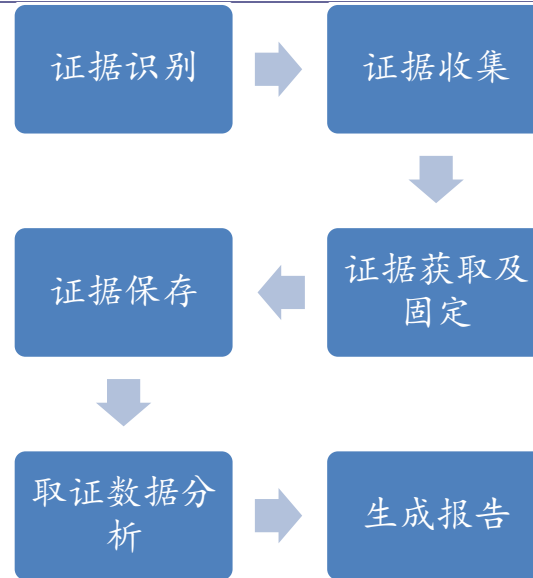 证据识别
证据收集
证据获取及
固定
证据保存
取证数据分
析
生成报告